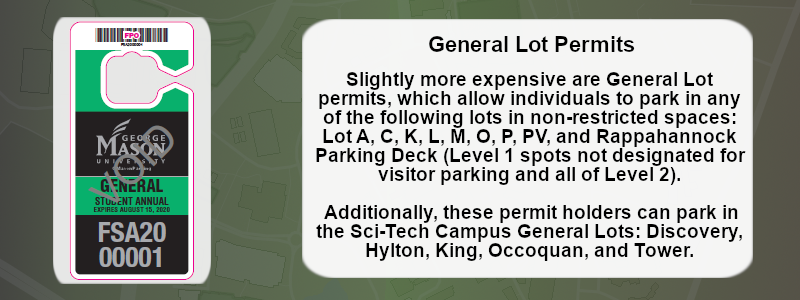 FPO
FSA2000001
GEORGE
MASON
UNIVERSITY
VOID
GENERAL
STUDENT ANNUAL
EXPIRES AUGUST 15, 2020
FSA20
00001
General Lot Permits
Slightly more expensive are General Lot
permits, which allow individuals to park in any
of the following lots in non-restricted spaces:
Lot A, C, K, L, M, O, P, PV, and Rappahannock
Parking Deck (Level 1 spots not designated for
visitor parking and all of Level 2).
Additionally, these permit holders can park in
the Sci-Tech Campus General Lots: Discovery,
Hylton, King, Occoquan, and Tower.